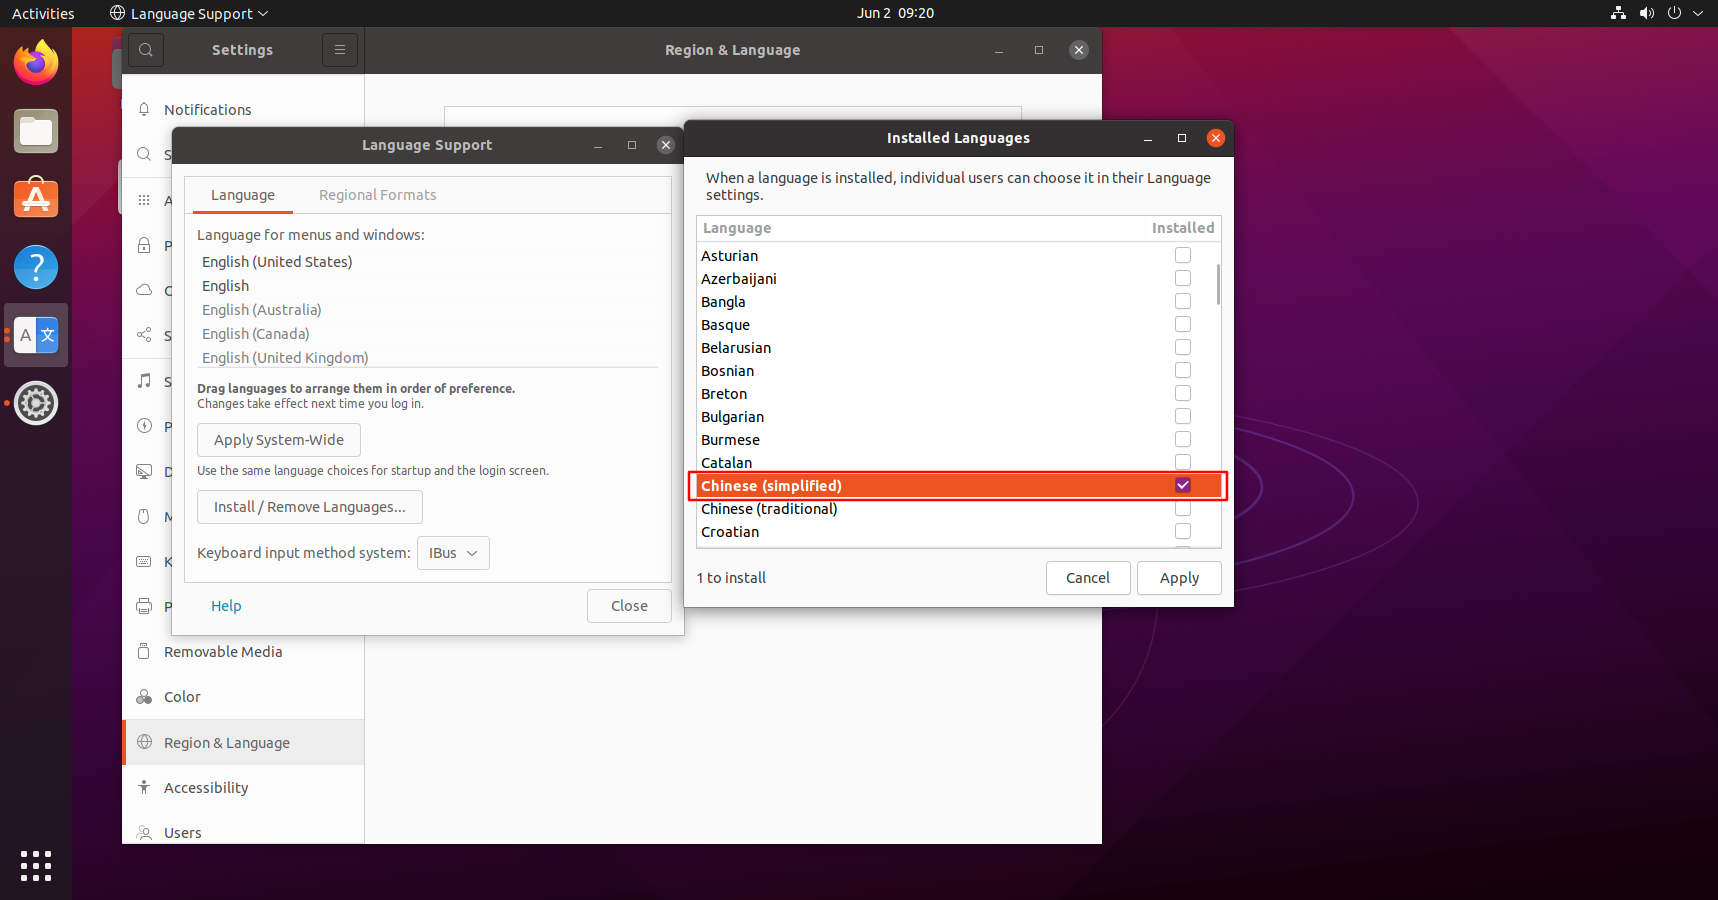 Activities
Language Support
Jun 2 09:20
Settings
Region & Language
Notifications
S
A
P
O
S
S
P
D
M
K
P
Removable Media
Color
Region & Language
Accessibility
Users
Language Support
Language
Regional Formats
Language for menus and windows:
English (United States)
English
English (Australia)
English (Canada)
English (United Kingdom)
Drag languages to arrange them in order of preference.
Changes take effect next time you log in.
Apply System-Wide
Use the same language choices for startup and the login screen.
Install / Remove Languages...
Keyboard input method system:
IBus
Help
Close
Installed Languages
When a language is installed, individual users can choose it in their Language
settings.
Language
Installed
Asturian
Azerbaijani
Bangla
Basque
Belarusian
Bosnian
Breton
Bulgarian
Burmese
Catalan
Chinese (simplified)
Chinese (traditional)
Croatian
1 to install
Cancel
Apply
A 文